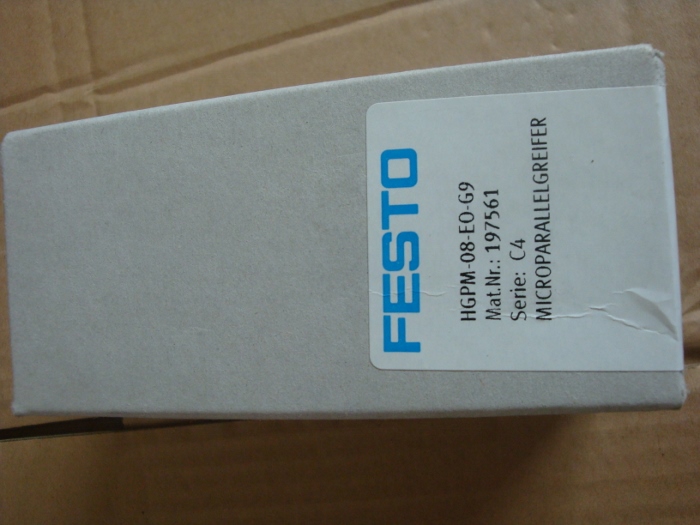 FESTO
HGPM-08-EO-G9
Mat.Nr.: 197561
Serie: C4
MICROPARALLELGREIFER